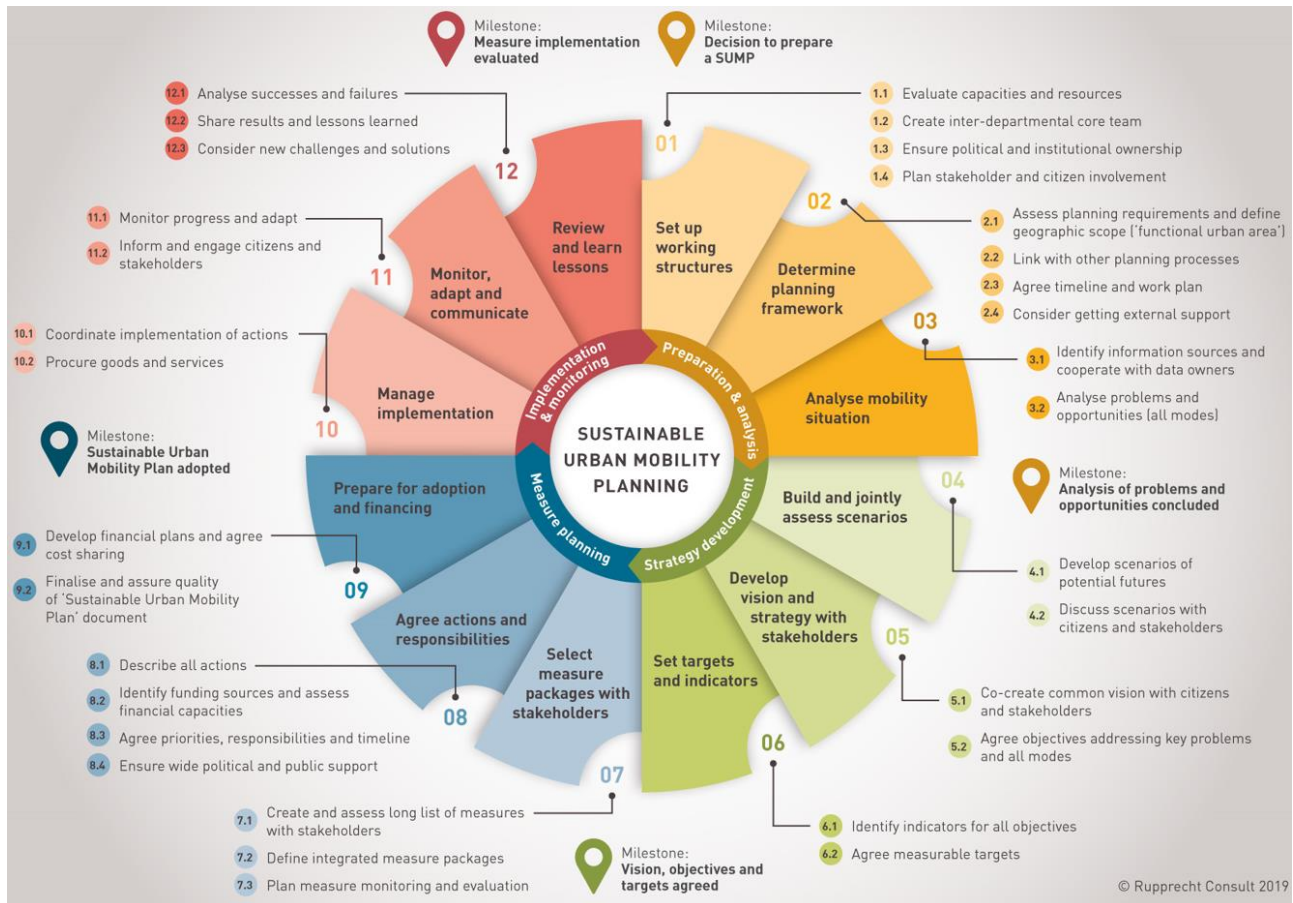 Milestone:
Measure implementation
evaluated
Milestone:
Decision to prepare
a SUMP
12.1 Analyse successes and failures
12.2 Share results and lessons learned
12.3 Consider new challenges and solutions
1.1 Evaluate capacities and resources
1.2 Create inter-departmental core team
1.3 Ensure political and institutional ownership
1.4 Plan stakeholder and citizen involvement
01
Set up
working
structures
02
Determine
planning
framework
2.1 Assess planning requirements and define
geographic scope ('functional urban area')
2.2 Link with other planning processes
2.3 Agree timeline and work plan
2.4 Consider getting external support
03
Analyse mobility
situation
3.1 Identify information sources and
cooperate with data owners
3.2 Analyse problems and
opportunities (all modes)
Milestone:
Analysis of problems and
opportunities concluded
04
Build and jointly
assess scenarios
4.1 Develop scenarios of
potential futures
4.2 Discuss scenarios with
citizens and stakeholders
05
Develop
vision and
strategy with
stakeholders
5.1 Co-create common vision with citizens
and stakeholders
5.2 Agree objectives addressing key problems
and all modes
06
Set targets
and indicators
6.1 Identify indicators for all objectives
6.2 Agree measurable targets
Milestone:
Vision, objectives and
targets agreed
07
Select
measure
packages with
stakeholders
7.1 Create and assess long list of measures
with stakeholders
7.2 Define integrated measure packages
7.3 Plan measure monitoring and evaluation
08
Agree actions and
responsibilities
8.1 Describe all actions
8.2 Identify funding sources and assess
financial capacities
8.3 Agree priorities, responsibilities and timeline
8.4 Ensure wide political and public support
09
Prepare for adoption
and financing
9.1 Develop financial plans and agree
cost sharing
9.2 Finalise and assure quality
of 'Sustainable Urban Mobility
Plan' document
Milestone:
Sustainable Urban
Mobility Plan adopted
10
Manage
implementation
10.1 Coordinate implementation of actions
10.2 Procure goods and services
11
Monitor,
adapt and
communicate
11.1 Monitor progress and adapt
11.2 Inform and engage citizens and
stakeholders
12
Review
and learn
lessons
Preparation & analysis
Strategy development
Measure planning
Implementation
& monitoring
SUSTAINABLE
URBAN MOBILITY
PLANNING
© Rupprecht Consult 2019